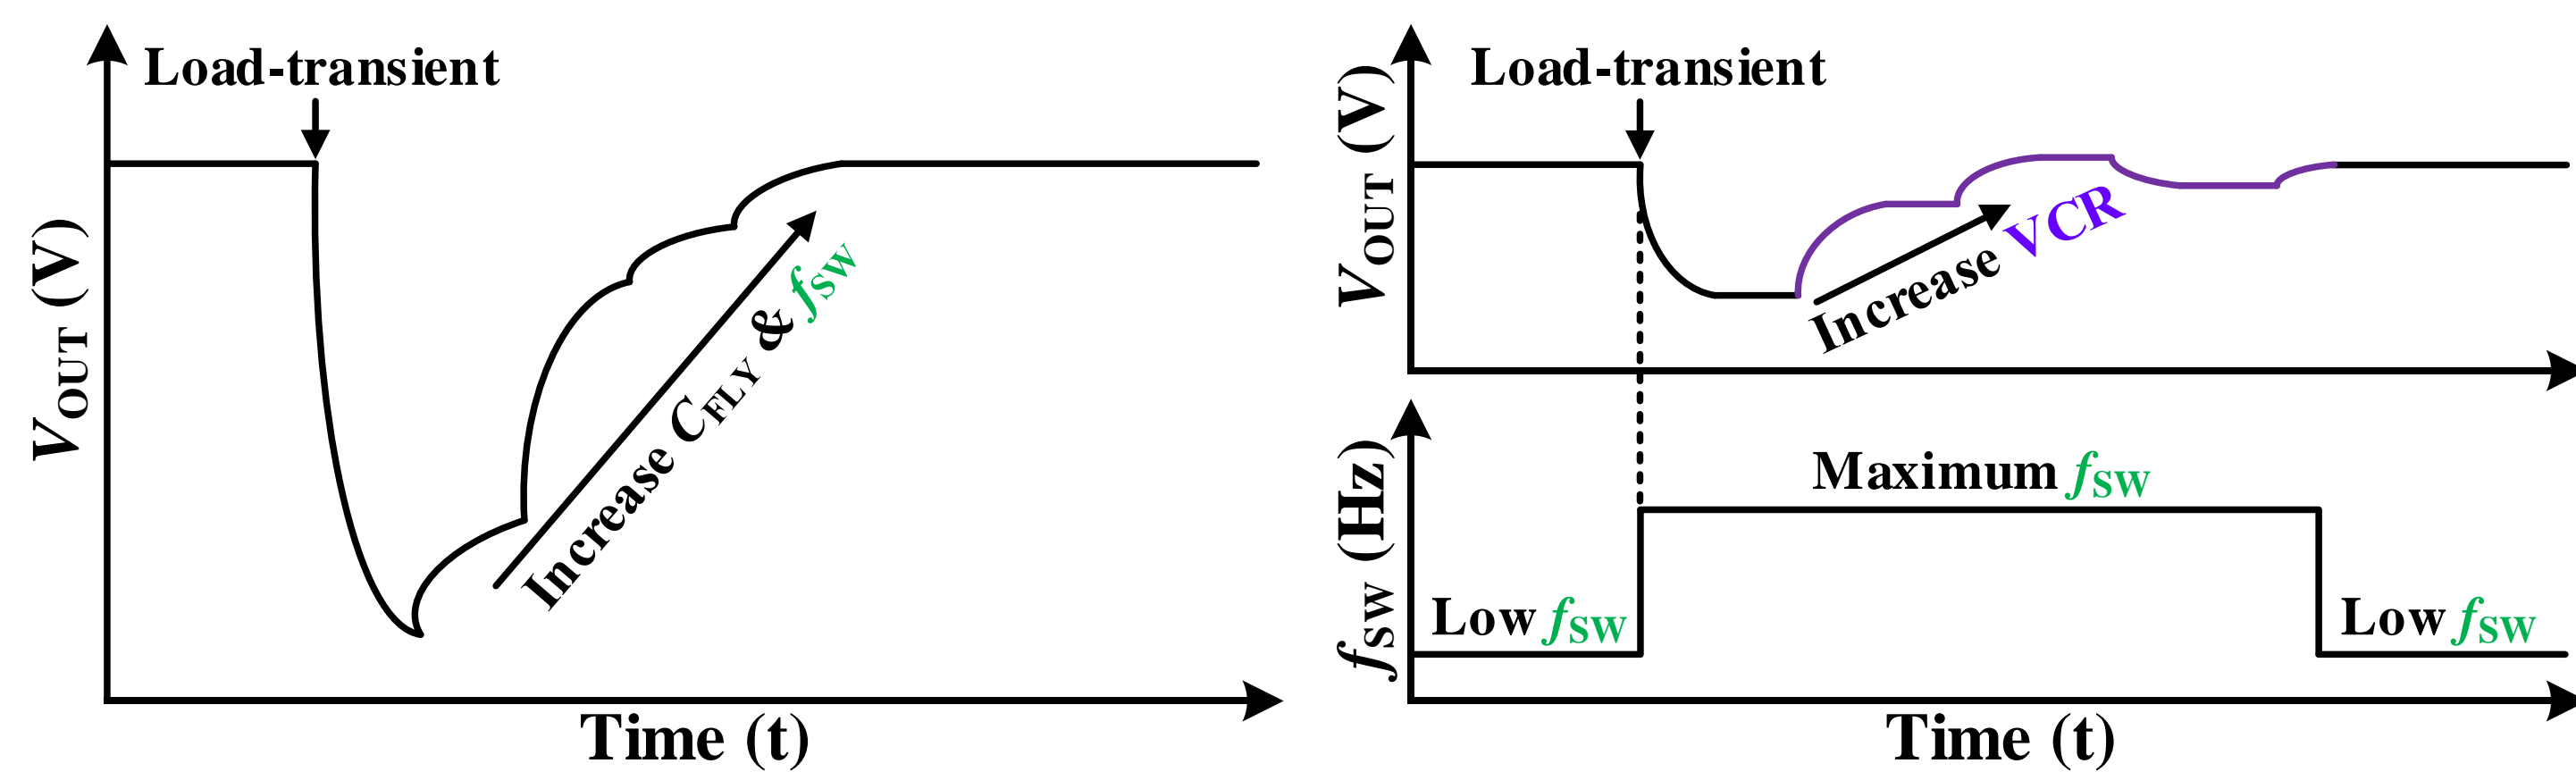 Load-transient
V_OUT (V)
Increase C_FLY & f_SW
Time (t)
Load-transient
V_OUT (V)
Increase VCR
f_SW (Hz)
Maximum f_SW
Low f_SW
Low f_SW
Time (t)